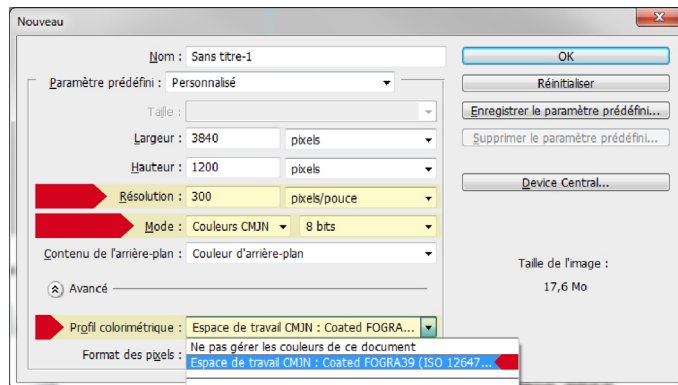 Nouveau
Nom : Sans titre-1
OK
Paramètre prédéfini : Personnalisé
Réinitialiser
Taille :
Enregistrer le paramètre prédéfini...
Largeur : 3840 pixels
Supprimer le paramètre prédéfini...
Hauteur : 1200 pixels
Résolution : 300 pixels/pouce
Device Central...
Mode : Couleurs CMJN 8 bits
Contenu de l'arrière-plan : Couleur d'arrière-plan
Taille de l'image :
Avancé
17,6 Mo
Profil colorimétrique : Espace de travail CMJN : Coated FOGRA...
Ne pas gérer les couleurs de ce document
Format des pixels : Espace de travail CMJN : Coated FOGRA39 (ISO 12647...